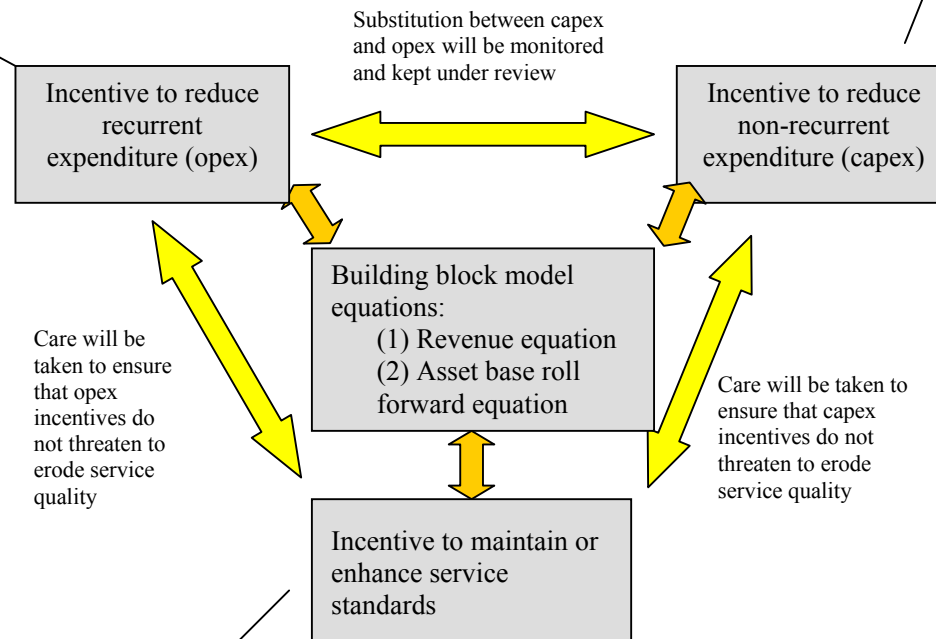 Substitution between capex
and opex will be monitored
and kept under review
Incentive to reduce
recurrent
expenditure (opex)
Incentive to reduce
non-recurrent
expenditure (capex)
Building block model
equations:
(1) Revenue equation
(2) Asset base roll
forward equation
Care will be
taken to ensure
that opex
incentives do
not threaten to
erode service
quality
Care will be taken to
ensure that capex
incentives do not
threaten to erode
service quality
Incentive to maintain or
enhance service
standards